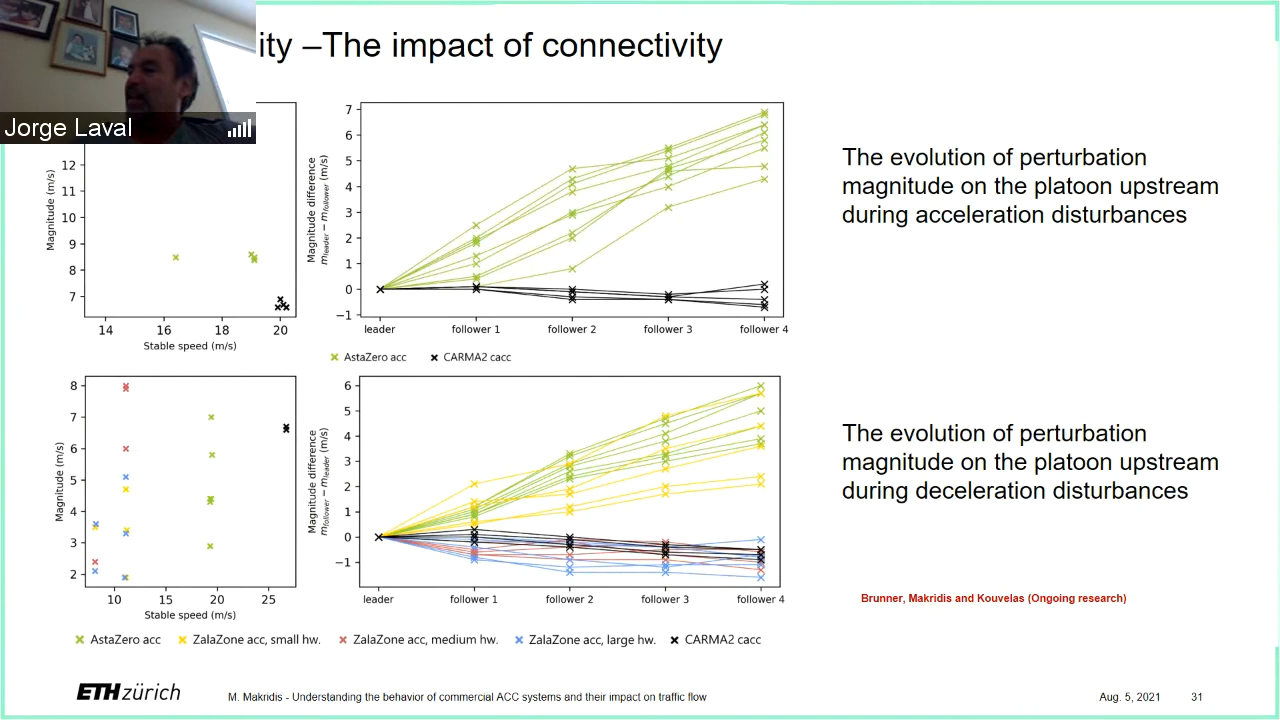 ity –The impact of connectivity
Jorge Laval
12
11
10
9
8
7
Magnitude (m/s)
14 16 18 20
Stable speed (m/s)
7
6
5
4
3
2
1
0
−1
Magnitude difference
m_leader − m_follower (m/s)
leader follower 1 follower 2 follower 3 follower 4
AstaZero acc CARMA2 cacc
The evolution of perturbation
magnitude on the platoon upstream
during acceleration disturbances
8
7
6
5
4
3
2
Magnitude (m/s)
10 15 20 25
Stable speed (m/s)
6
5
4
3
2
1
0
−1
Magnitude difference
m_follower − m_leader (m/s)
leader follower 1 follower 2 follower 3 follower 4
The evolution of perturbation
magnitude on the platoon upstream
during deceleration disturbances
Brunner, Makridis and Kouvelas (Ongoing research)
AstaZero acc ZalaZone acc, small hw. ZalaZone acc, medium hw. ZalaZone acc, large hw. CARMA2 cacc
ETH zürich
M. Makridis - Understanding the behavior of commercial ACC systems and their impact on traffic flow
Aug. 5, 2021 31